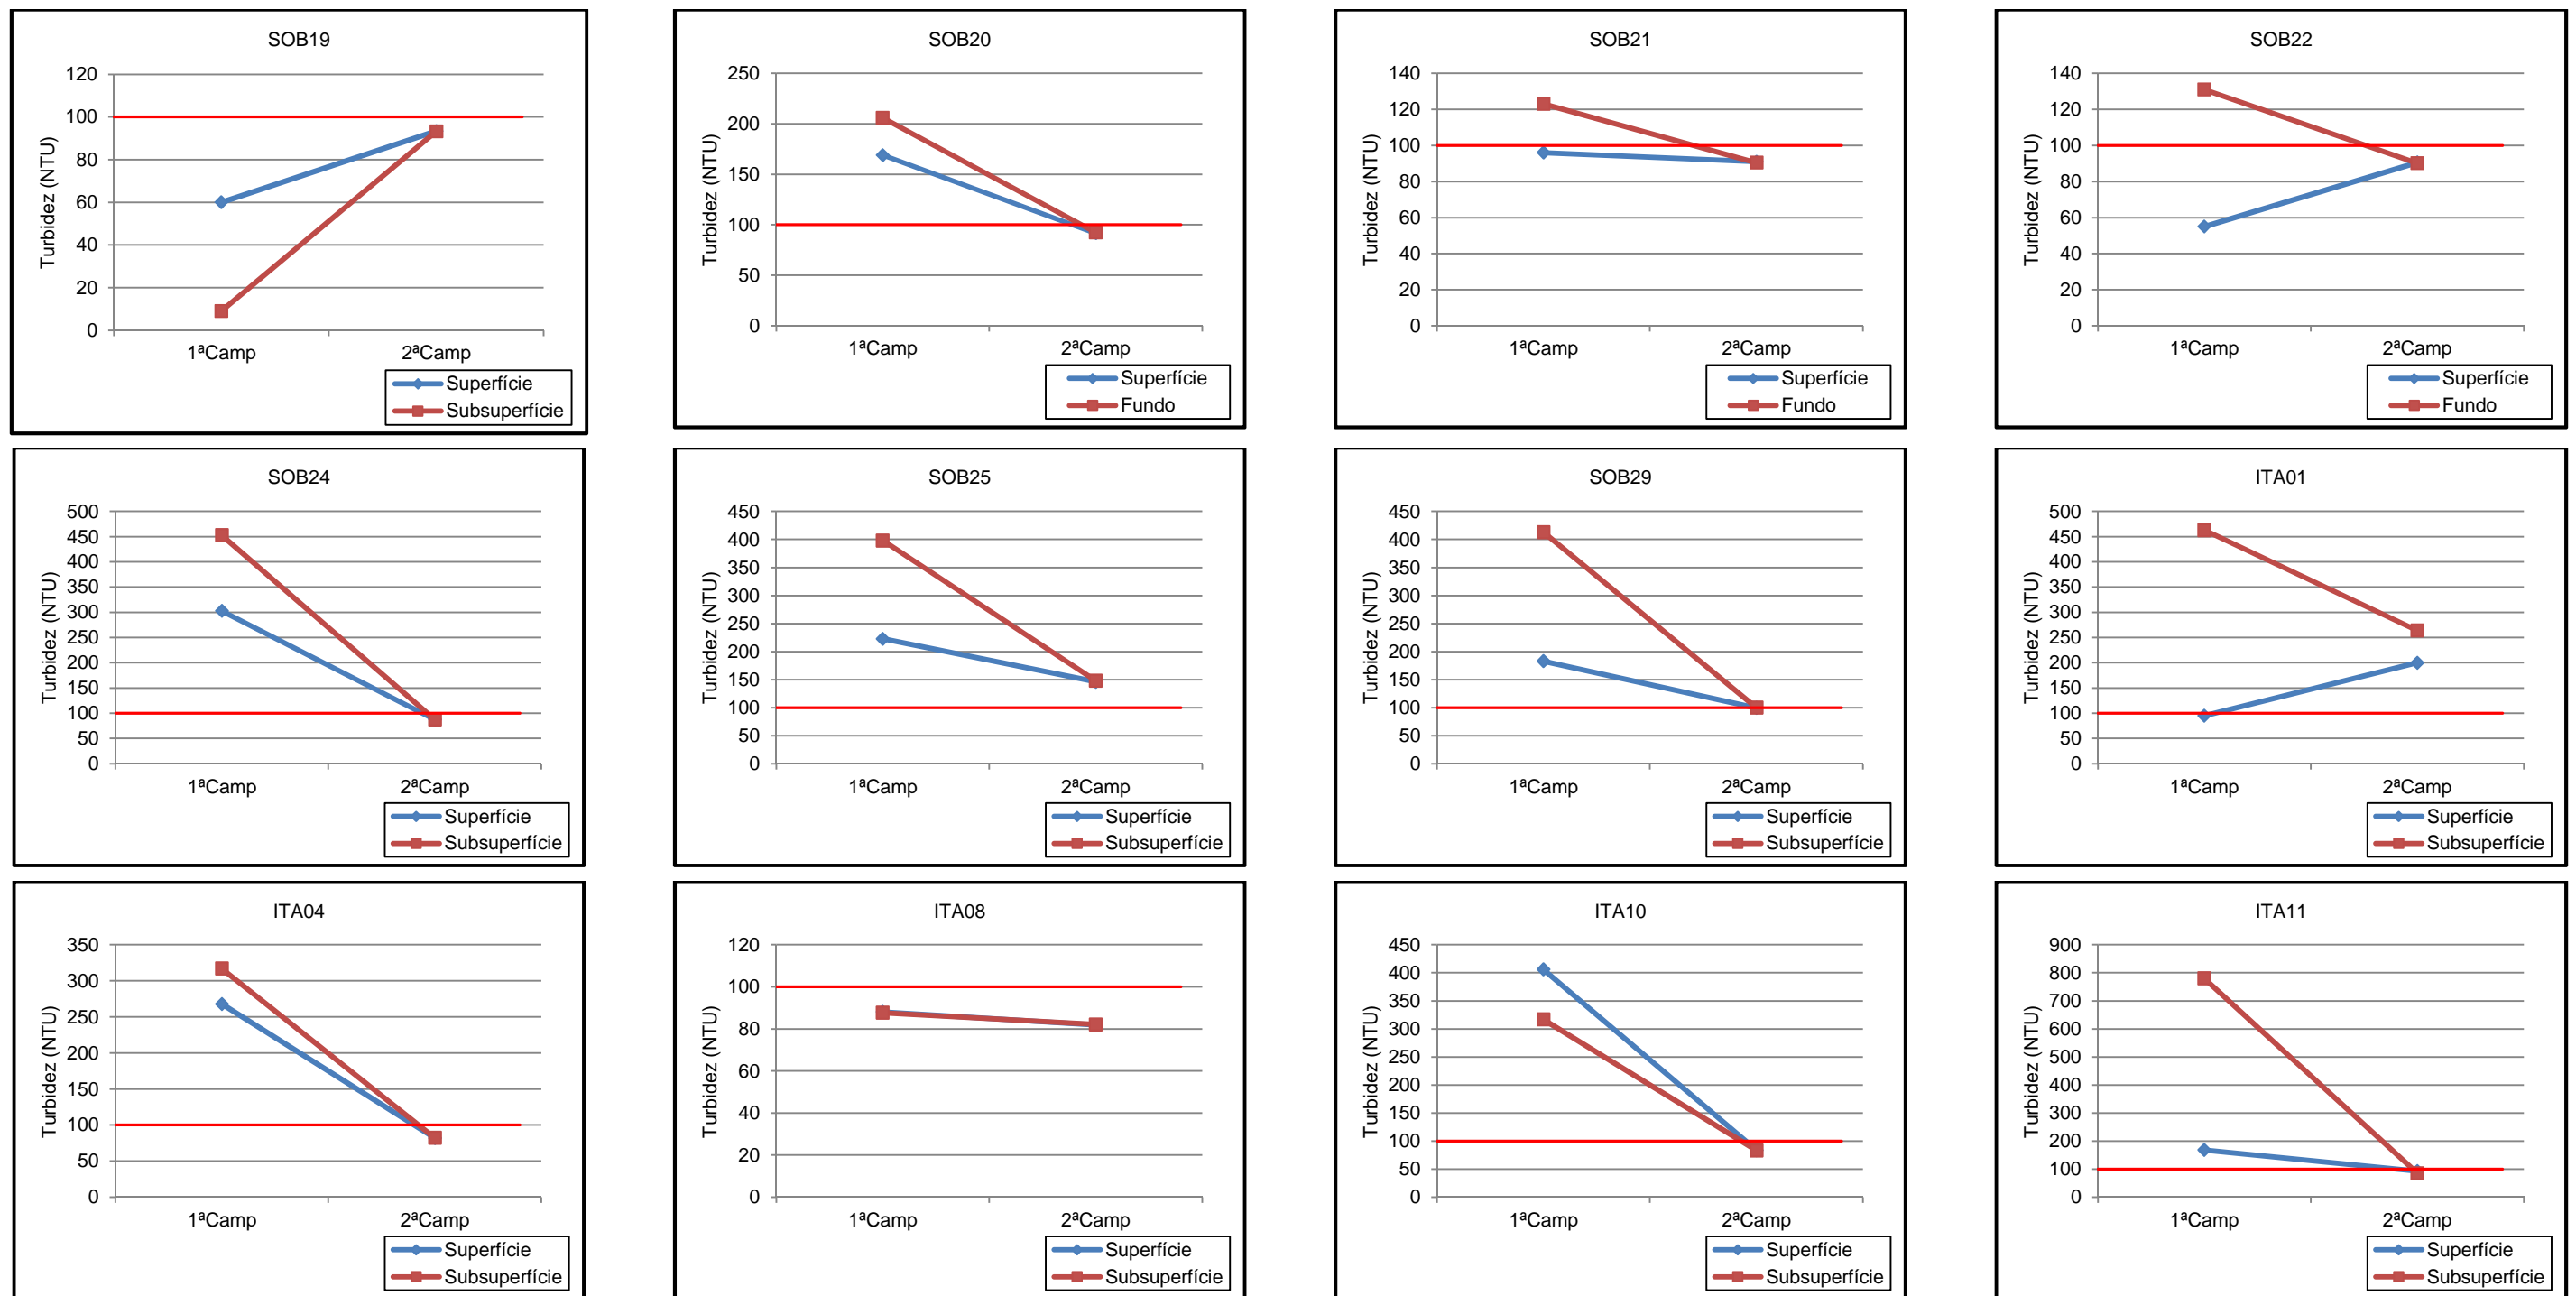 SOB19
120
100
80
60
40
20
0
Turbidez (NTU)
1ªCamp 2ªCamp
Superfície
Subsuperfície
SOB20
250
200
150
100
50
0
Turbidez (NTU)
1ªCamp 2ªCamp
Superfície
Fundo
SOB21
140
120
100
80
60
40
20
0
Turbidez (NTU)
1ªCamp 2ªCamp
Superfície
Fundo
SOB22
140
120
100
80
60
40
20
0
Turbidez (NTU)
1ªCamp 2ªCamp
Superfície
Fundo
SOB24
500
450
400
350
300
250
200
150
100
50
0
Turbidez (NTU)
1ªCamp 2ªCamp
Superfície
Subsuperfície
SOB25
450
400
350
300
250
200
150
100
50
0
Turbidez (NTU)
1ªCamp 2ªCamp
Superfície
Subsuperfície
SOB29
450
400
350
300
250
200
150
100
50
0
Turbidez (NTU)
1ªCamp 2ªCamp
Superfície
Subsuperfície
ITA01
500
450
400
350
300
250
200
150
100
50
0
Turbidez (NTU)
1ªCamp 2ªCamp
Superfície
Subsuperfície
ITA04
350
300
250
200
150
100
50
0
Turbidez (NTU)
1ªCamp 2ªCamp
Superfície
Subsuperfície
ITA08
120
100
80
60
40
20
0
Turbidez (NTU)
1ªCamp 2ªCamp
Superfície
Subsuperfície
ITA10
450
400
350
300
250
200
150
100
50
0
Turbidez (NTU)
1ªCamp 2ªCamp
Superfície
Subsuperfície
ITA11
900
800
700
600
500
400
300
200
100
0
Turbidez (NTU)
1ªCamp 2ªCamp
Superfície
Subsuperfície